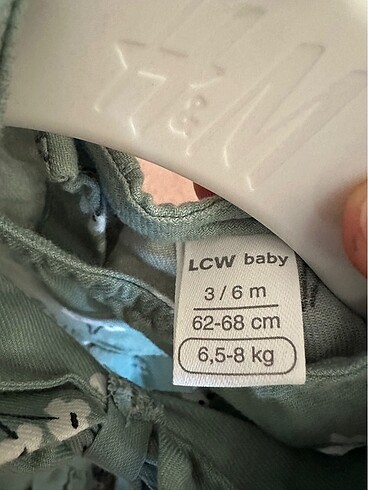 H&M
LCW baby
3 / 6 m
62-68 cm
6,5-8 kg